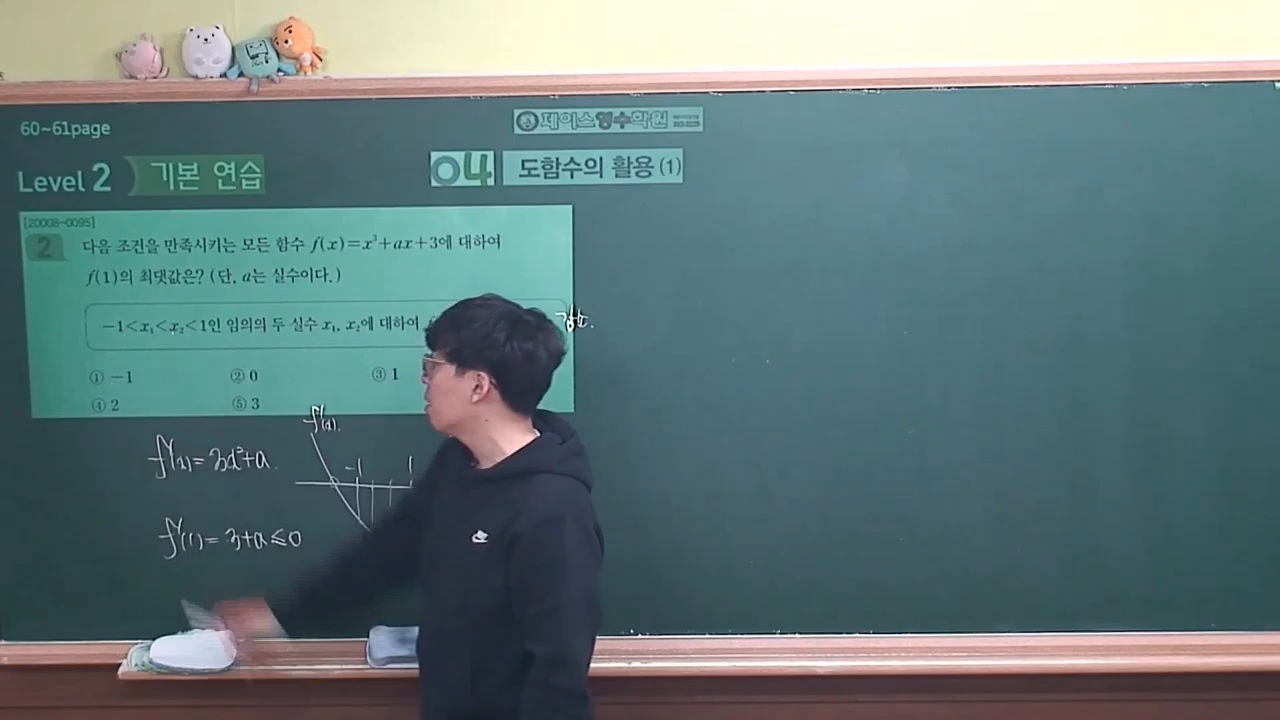 60~61page
제이스영수학원
Level 2 기본 연습
04 도함수의 활용 (1)
[20008-0095]
2 다음 조건을 만족시키는 모든 함수 f(x)=x³+ax+3에 대하여
f(1)의 최댓값은? (단, a는 실수이다.)
-1<x₁<x₂<1인 임의의 두 실수 x₁, x₂에 대하여
감소.
① -1 ② 0 ③ 1
④ 2 ⑤ 3
f'(x).
f'(x)=3x²+a.
-1 1
f'(1)=3+a≤0